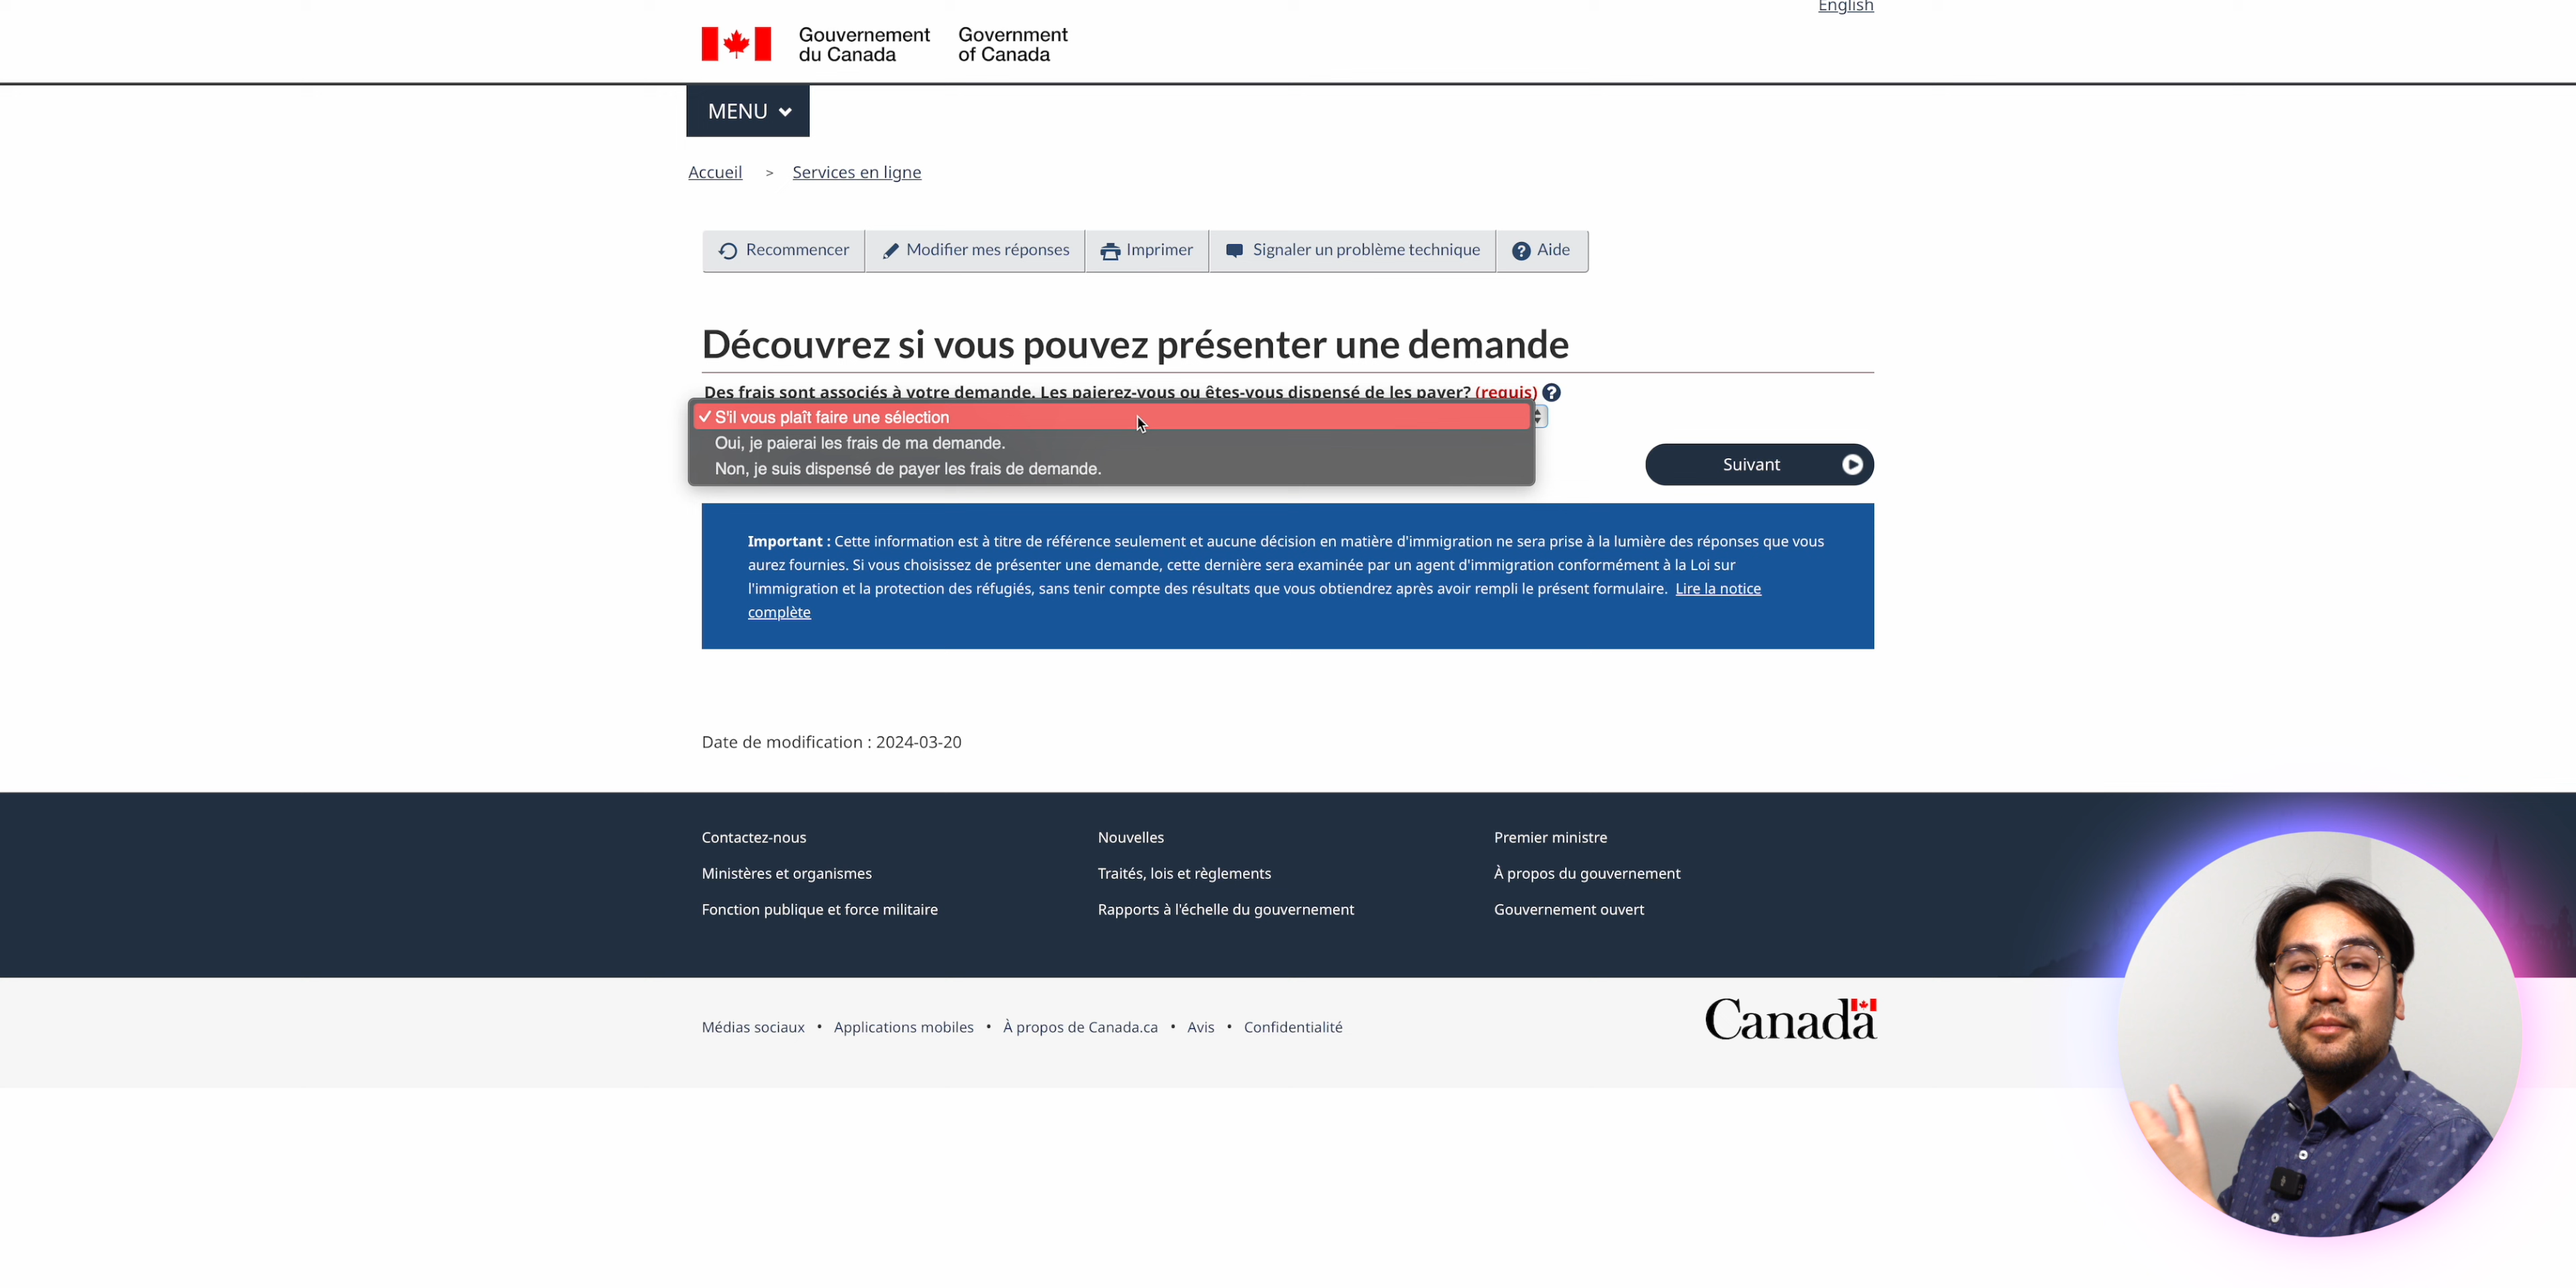 English
Gouvernement
du Canada
Government
of Canada
MENU
Accueil > Services en ligne
Recommencer Modifier mes réponses Imprimer Signaler un problème technique Aide
Découvrez si vous pouvez présenter une demande
Des frais sont associés à votre demande. Les paierez-vous ou êtes-vous dispensé de les payer? (requis)
S'il vous plaît faire une sélection
Oui, je paierai les frais de ma demande.
Non, je suis dispensé de payer les frais de demande.
Suivant
Important : Cette information est à titre de référence seulement et aucune décision en matière d'immigration ne sera prise à la lumière des réponses que vous
aurez fournies. Si vous choisissez de présenter une demande, cette dernière sera examinée par un agent d'immigration conformément à la Loi sur
l'immigration et la protection des réfugiés, sans tenir compte des résultats que vous obtiendrez après avoir rempli le présent formulaire. Lire la notice
complète
Date de modification : 2024-03-20
Contactez-nous
Nouvelles
Premier ministre
Ministères et organismes
Traités, lois et règlements
À propos du gouvernement
Fonction publique et force militaire
Rapports à l'échelle du gouvernement
Gouvernement ouvert
Médias sociaux • Applications mobiles • À propos de Canada.ca • Avis • Confidentialité
Canada